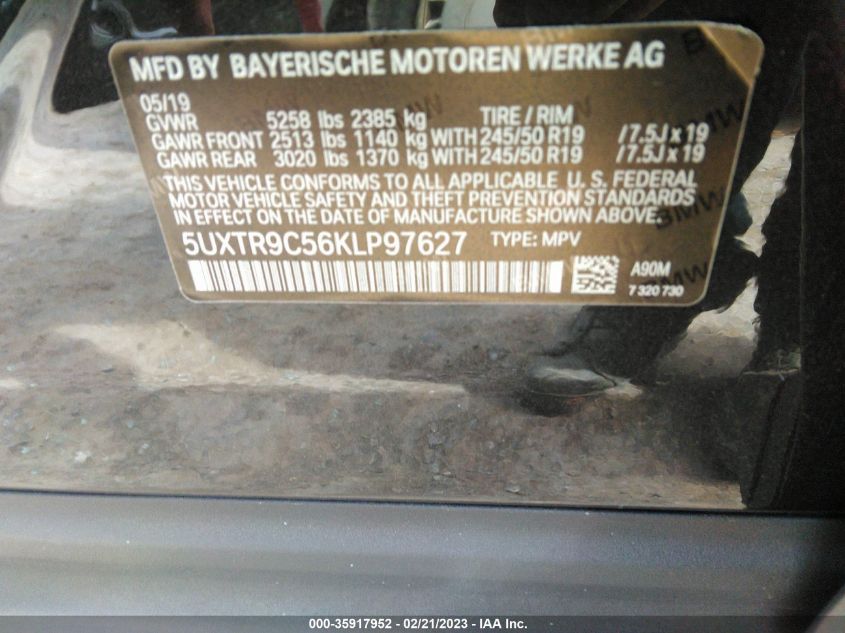 MFD BY BAYERISCHE MOTOREN WERKE AG
05/19
GVWR 5258 lbs 2385 kg TIRE / RIM
GAWR FRONT 2513 lbs 1140 kg WITH 245/50 R19 /7.5J x 19
GAWR REAR 3020 lbs 1370 kg WITH 245/50 R19 /7.5J x 19
THIS VEHICLE CONFORMS TO ALL APPLICABLE U. S. FEDERAL
MOTOR VEHICLE SAFETY AND THEFT PREVENTION STANDARDS
IN EFFECT ON THE DATE OF MANUFACTURE SHOWN ABOVE.
5UXTR9C56KLP97627 TYPE: MPV
A90M
7 320 730
000-35917952 - 02/21/2023 - IAA Inc.